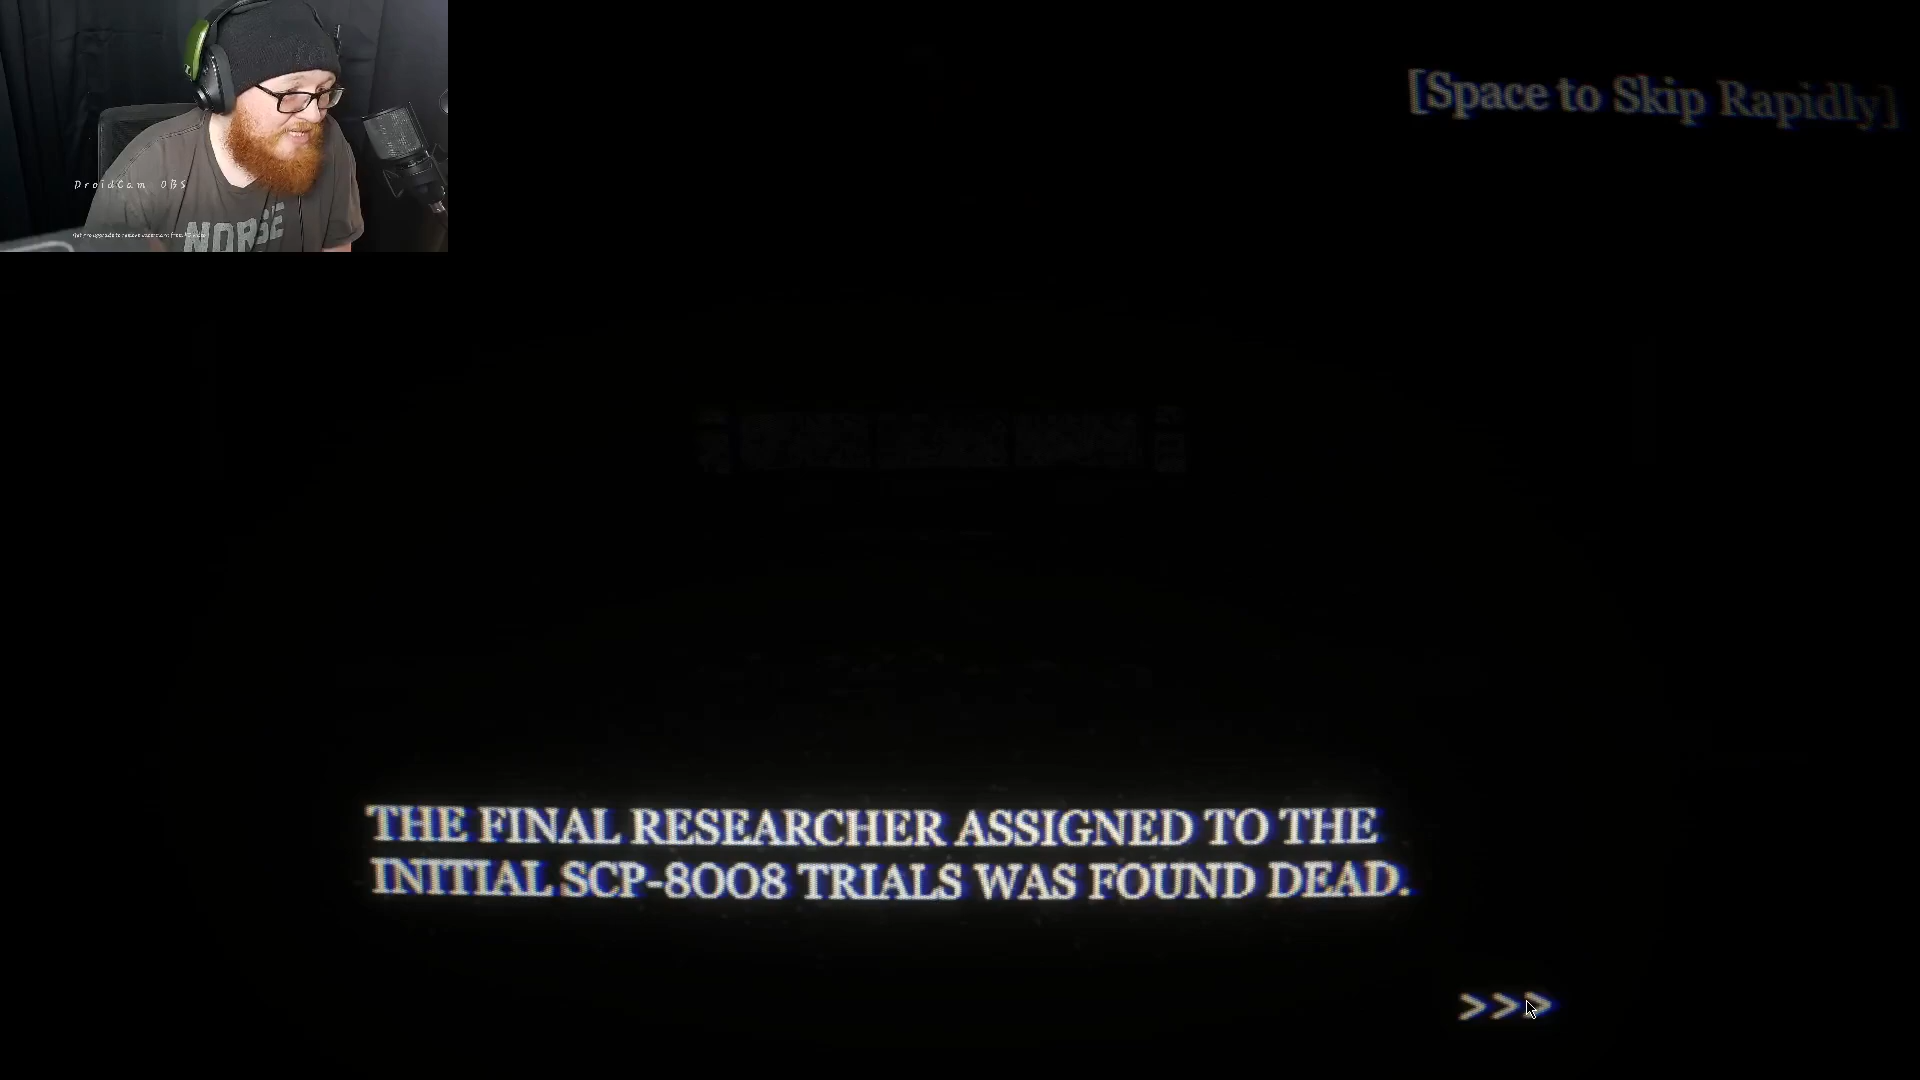 [Space to Skip Rapidly]
DroidCam OBS
NORSE
THE FINAL RESEARCHER ASSIGNED TO THE
INITIAL SCP-8008 TRIALS WAS FOUND DEAD.
>>>